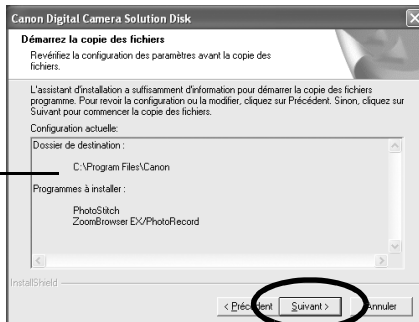 Canon Digital Camera Solution Disk
Démarrez la copie des fichiers
Revérifiez la configuration des paramètres avant la copie des
fichiers.
L'assistant d'installation a suffisamment d'information pour démarrer la copie des fichiers
programme. Pour revoir la configuration ou la modifier, cliquez sur Précédent. Sinon, cliquez sur
Suivant pour commencer la copie des fichiers.
Configuration actuelle:
Dossier de destination :
C:\Program Files\Canon
Programmes à installer :
PhotoStitch
ZoomBrowser EX/PhotoRecord
InstallShield
< Précédent Suivant > Annuler